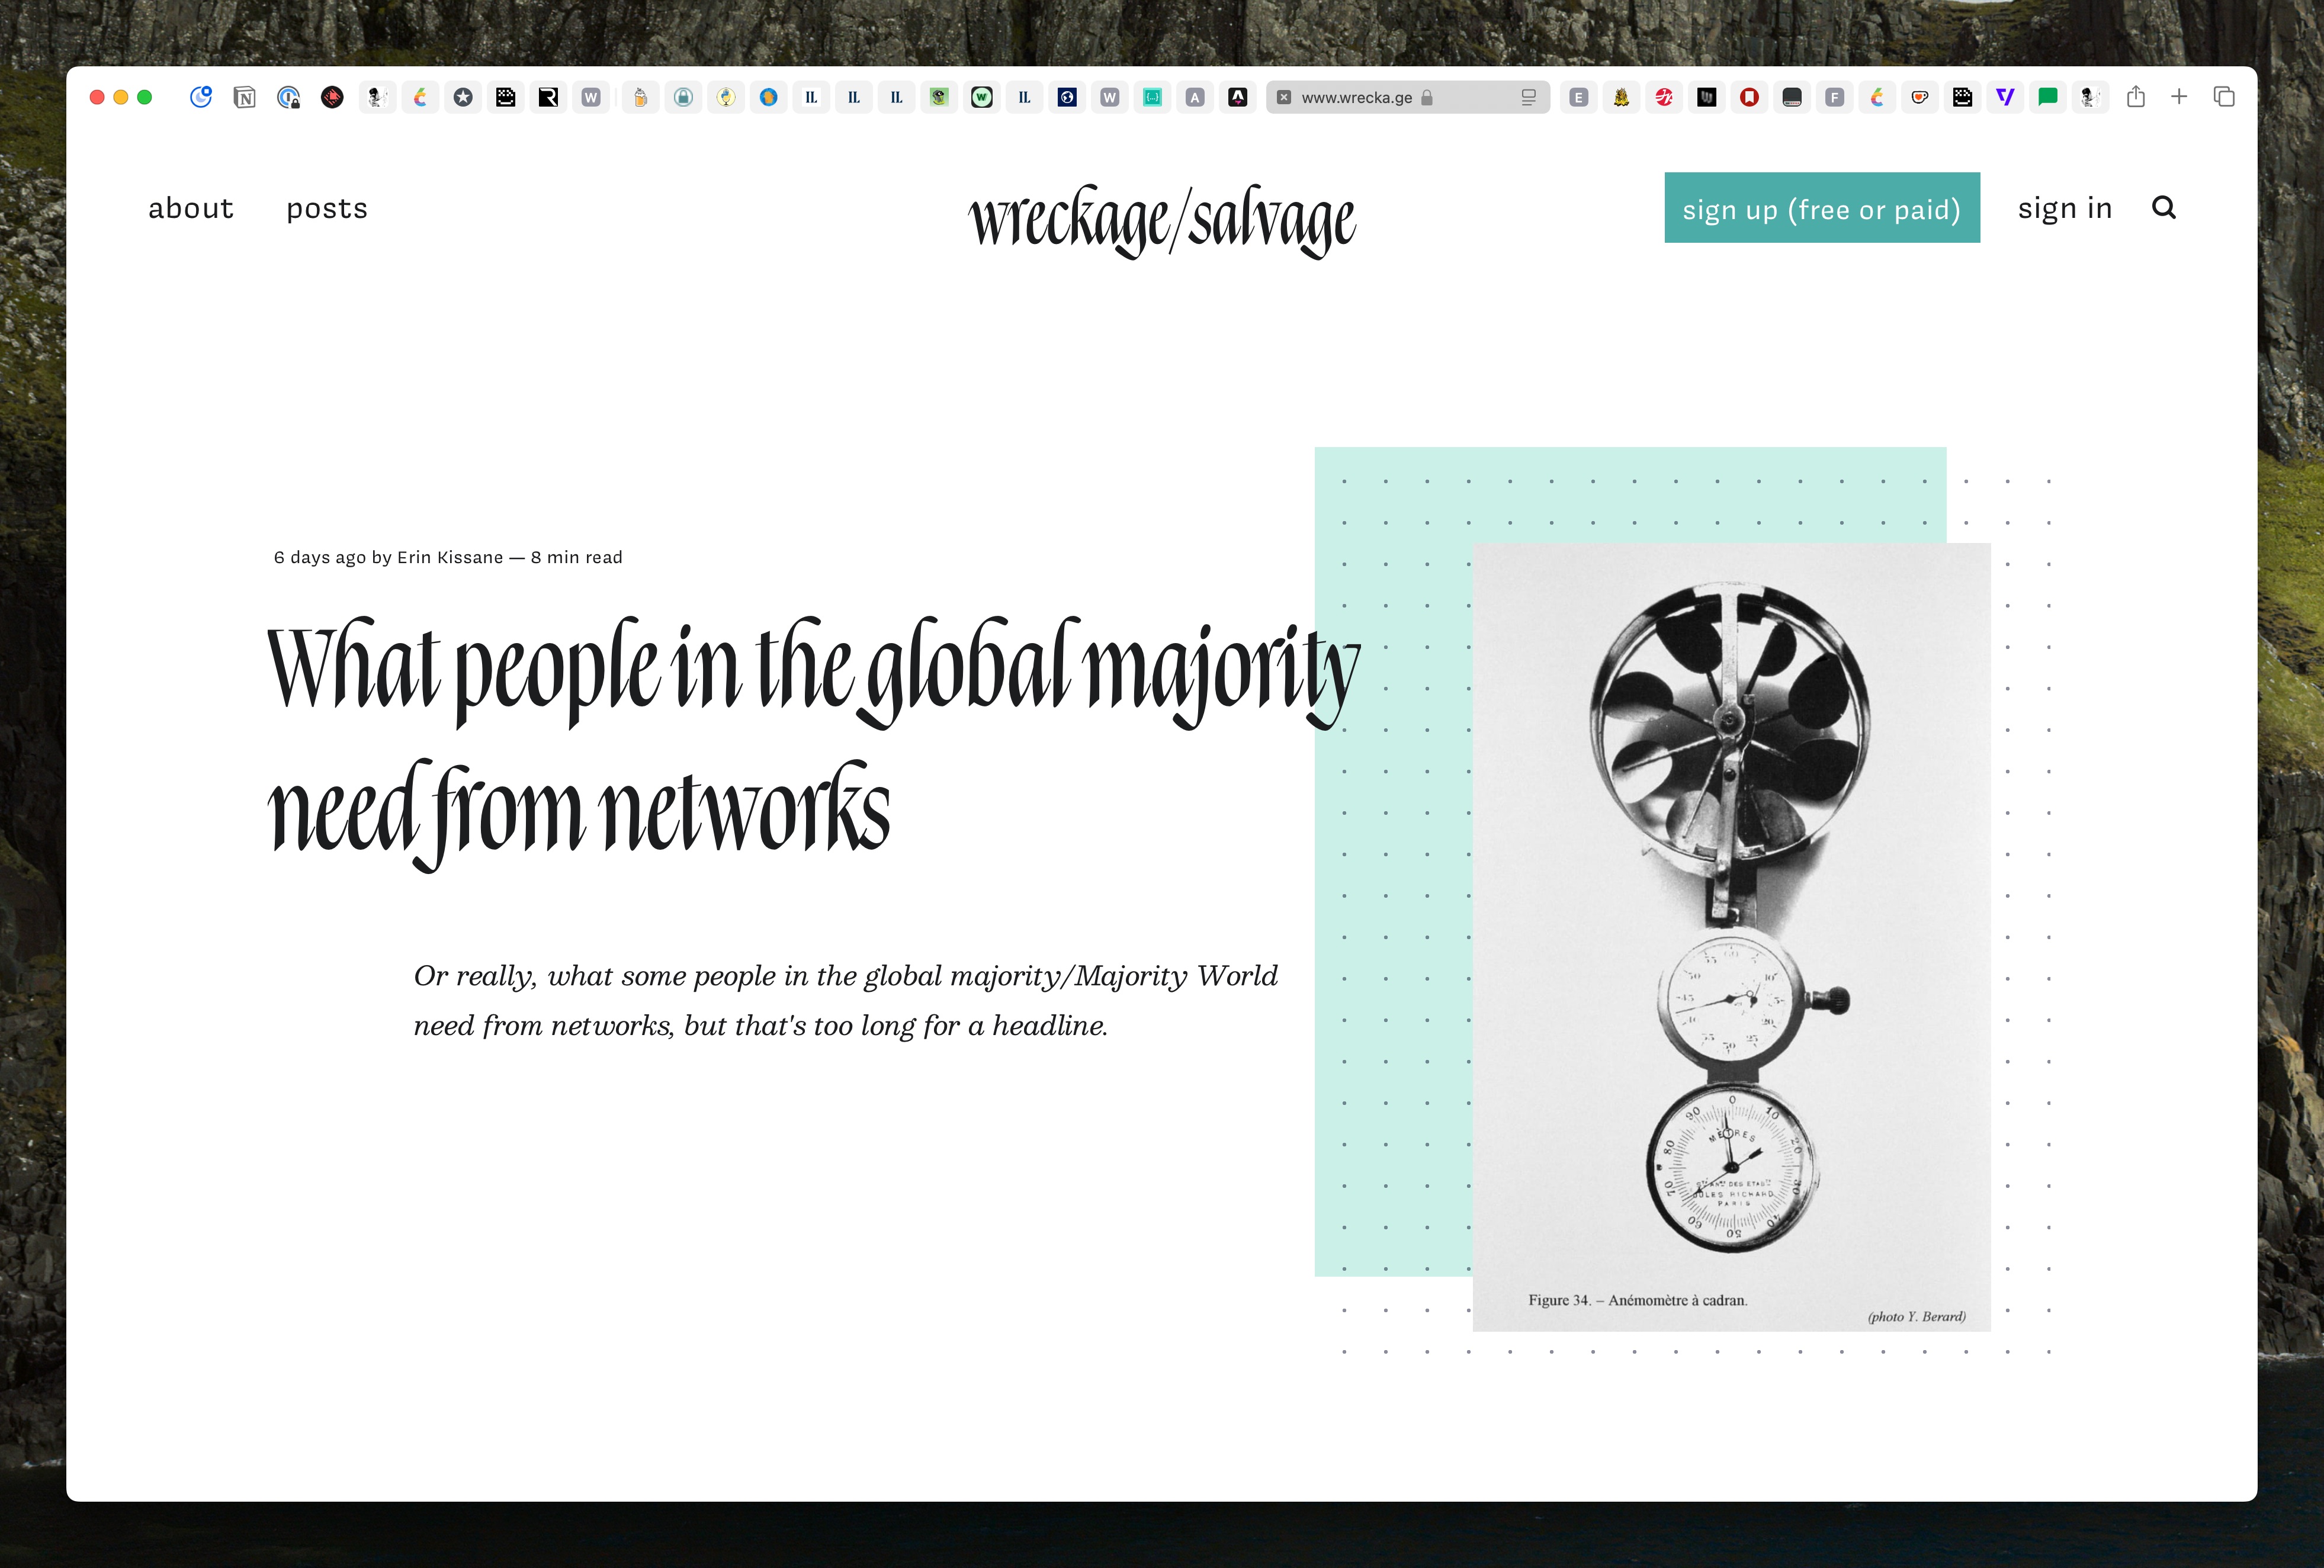 www.wrecka.ge
about posts wreckage/salvage sign up (free or paid) sign in
6 days ago by Erin Kissane — 8 min read
What people in the global majority
need from networks
Or really, what some people in the global majority/Majority World
need from networks, but that's too long for a headline.
METRES
JULES RICHARD
PARIS
Figure 34. – Anémomètre à cadran.
(photo Y. Berard)